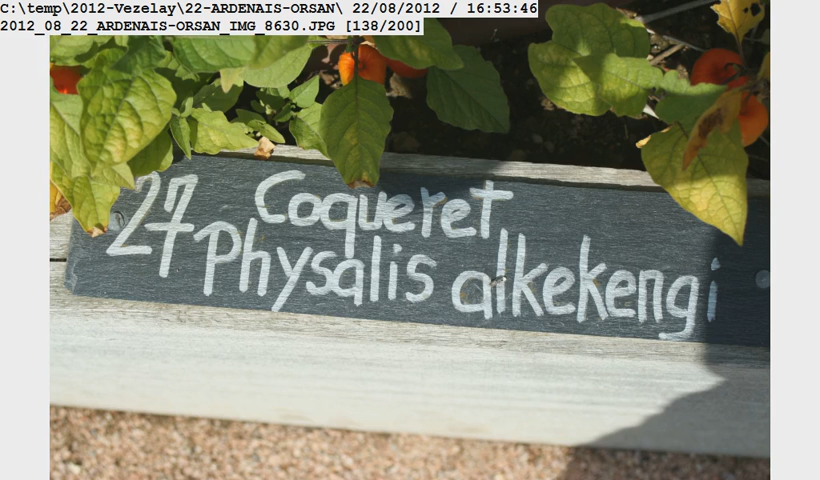 C:\temp\2012-Vezelay\22-ARDENAIS-ORSAN\ 22/08/2012 / 16:53:46
2012_08_22_ARDENAIS-ORSAN_IMG_8630.JPG [138/200]
27 Coqueret
Physalis alkekengi